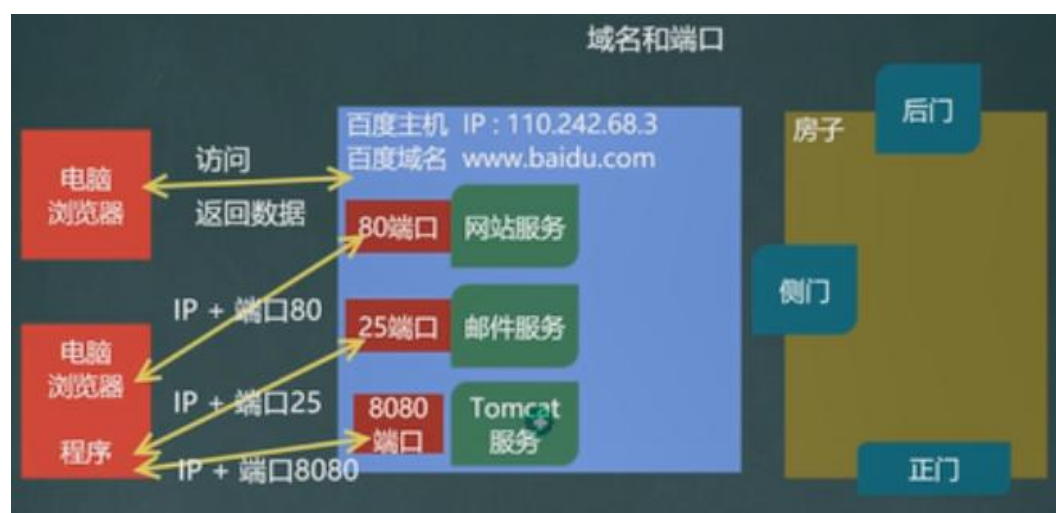 域名和端口
百度主机 IP : 110.242.68.3
百度域名 www.baidu.com
电脑
浏览器
访问
返回数据
80端口
网站服务
IP + 端口80
25端口
邮件服务
电脑
浏览器
程序
IP + 端口25
8080
端口
Tomcat
服务
IP + 端口8080
房子
后门
侧门
正门